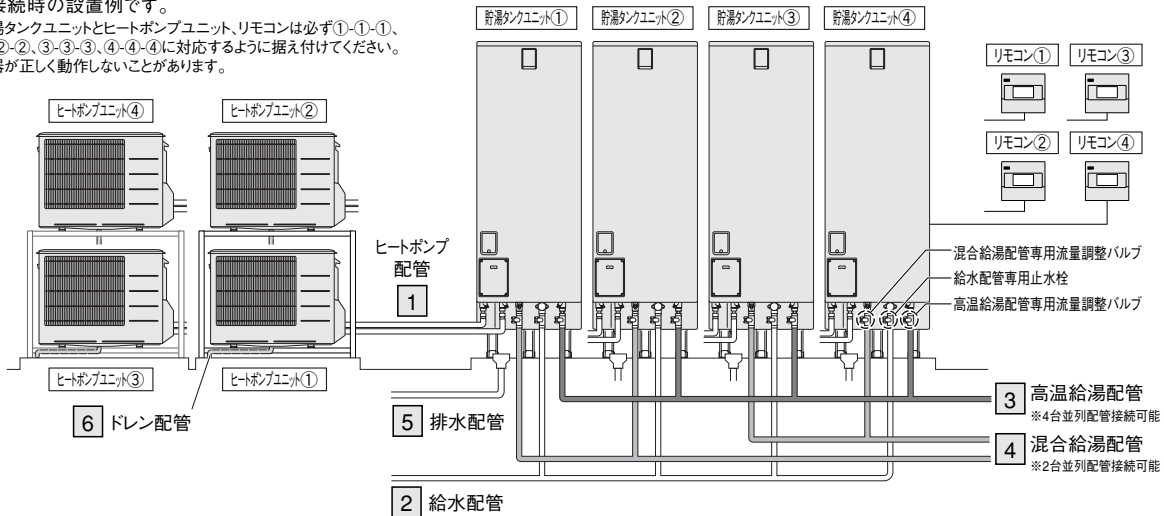 接続時の設置例です。
湯タンクユニットとヒートポンプユニット、リモコンは必ず①-①-①、
②-②、③-③-③、④-④-④に対応するように据え付けてください。
器が正しく動作しないことがあります。
貯湯タンクユニット① 貯湯タンクユニット② 貯湯タンクユニット③ 貯湯タンクユニット④
リモコン① リモコン③
リモコン② リモコン④
ヒートポンプユニット④ ヒートポンプユニット②
ヒートポンプ
配管
1
混合給湯配管専用流量調整バルブ
給水配管専用止水栓
高温給湯配管専用流量調整バルブ
ヒートポンプユニット③ ヒートポンプユニット①
6 ドレン配管
5 排水配管
3 高温給湯配管
※4台並列配管接続可能
4 混合給湯配管
※2台並列配管接続可能
2 給水配管